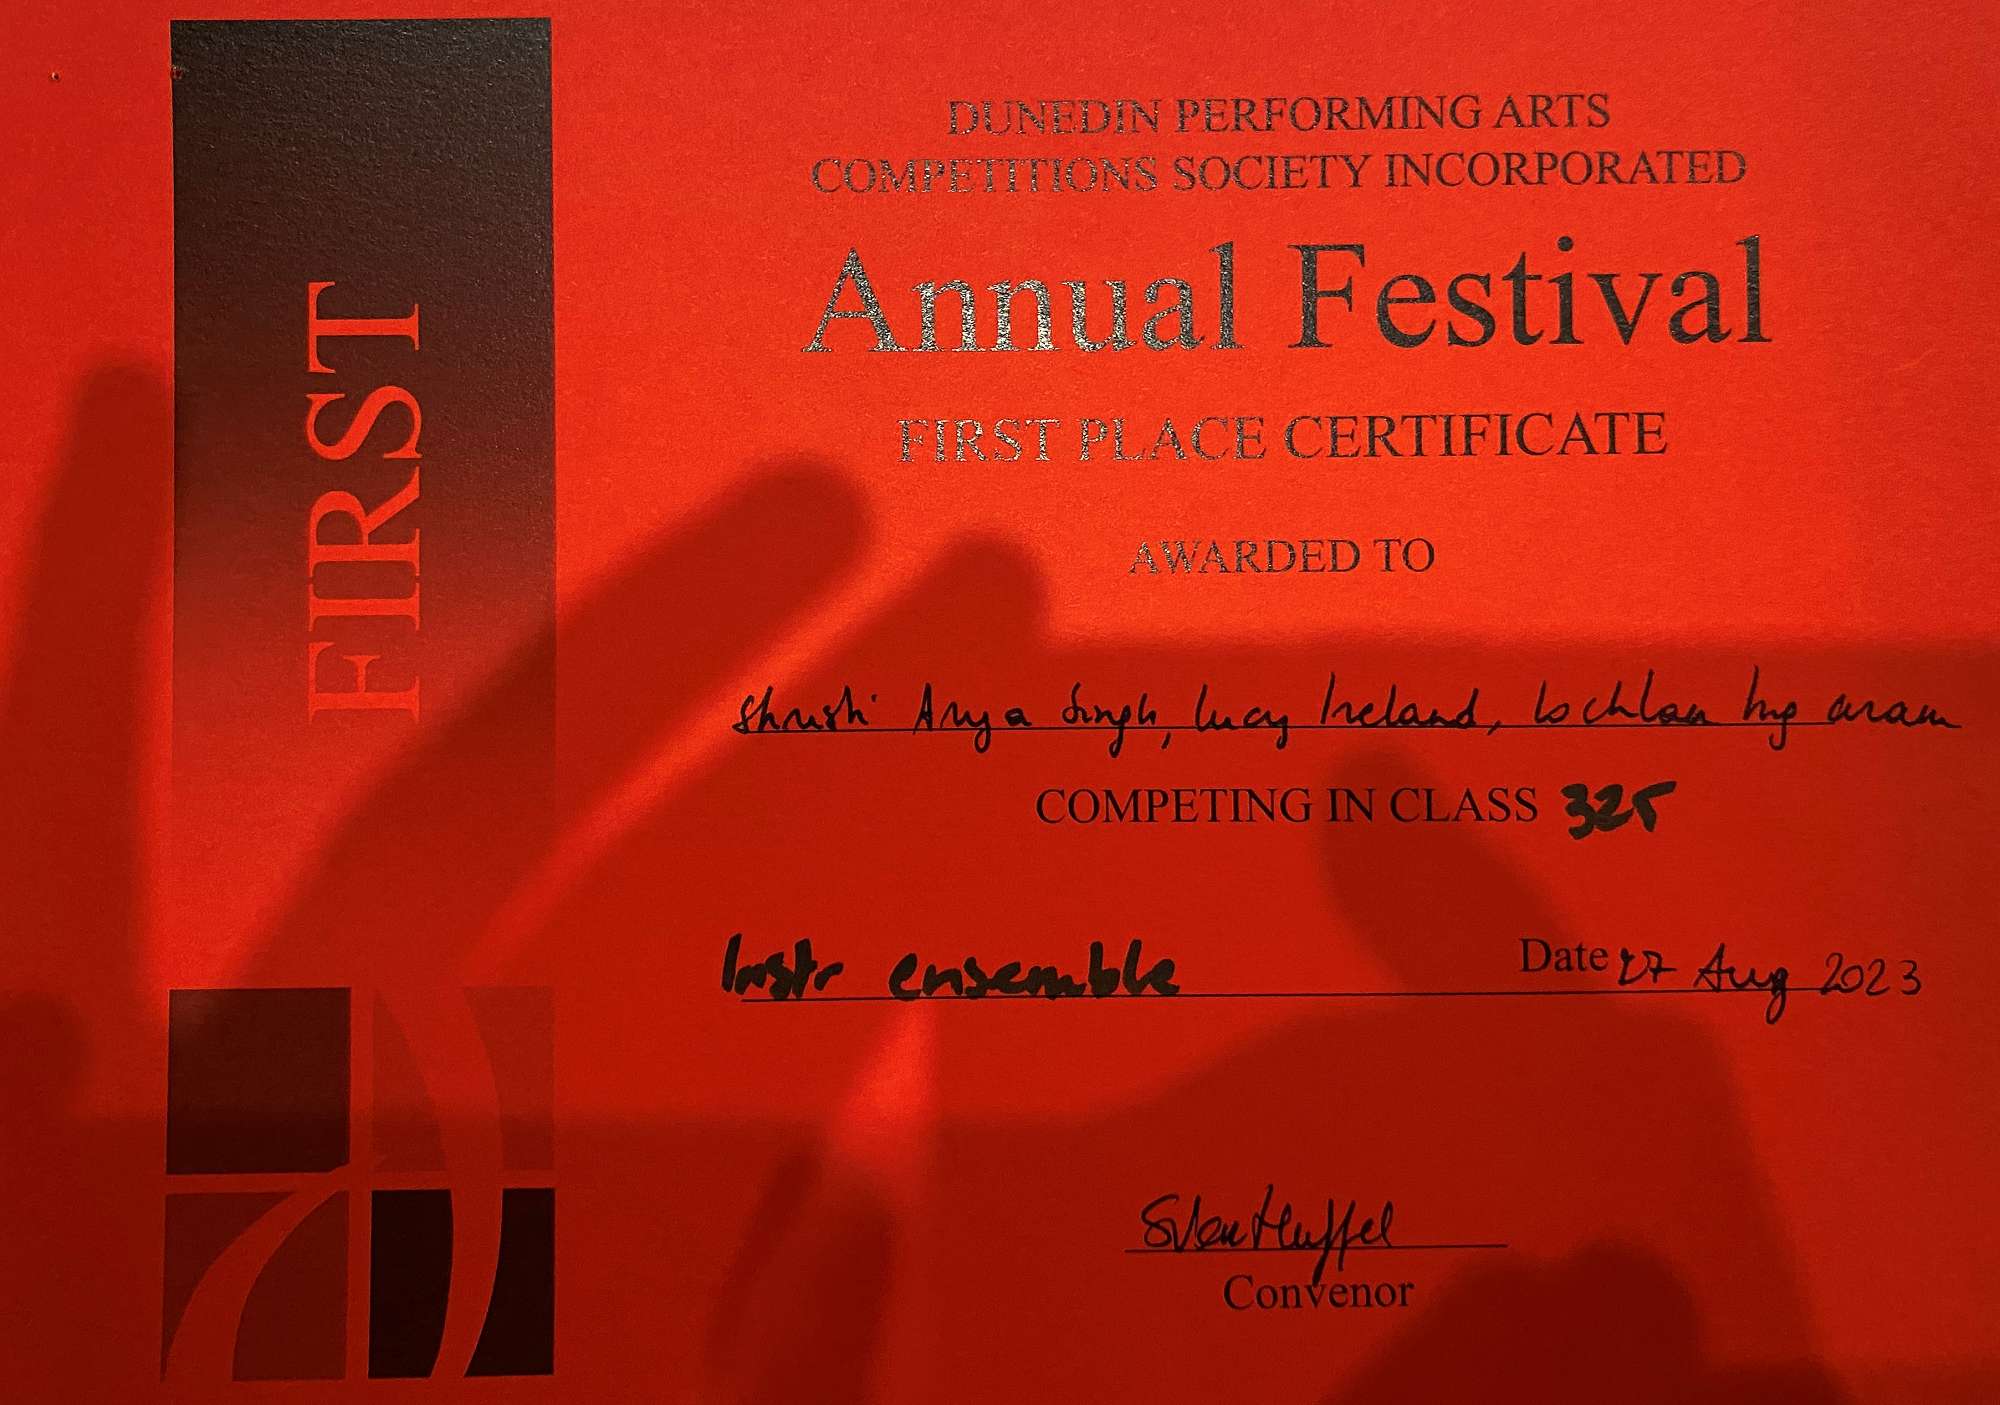 FIRST
DUNEDIN PERFORMING ARTS
COMPETITIONS SOCIETY INCORPORATED
Annual Festival
FIRST PLACE CERTIFICATE
AWARDED TO
Shrishti Arya Singh, Lucy Ireland, Lochlan
COMPETING IN CLASS 325
Instr ensemble Date 27 Aug 2023
Convenor